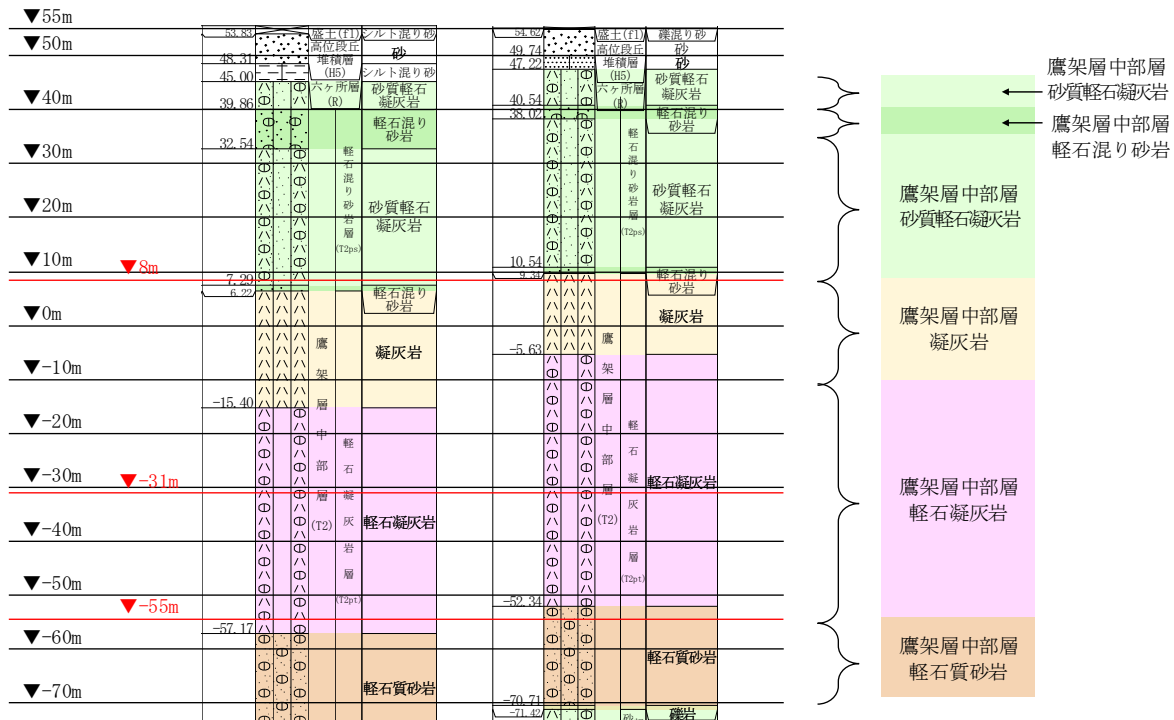 ▼55m
▼50m
▼40m
▼30m
▼20m
▼10m
▼8m
▼0m
▼-10m
▼-20m
▼-30m
▼-31m
▼-40m
▼-50m
▼-55m
▼-60m
▼-70m
53.83
48.31
45.00
39.86
32.54
7.29
6.22
-15.40
-57.17
盛土(fl)
高位段丘
堆積層
(H5)
六ヶ所層
(R)
軽石混り砂岩層
(T2ps)
鷹架層中部層
(T2)
軽石凝灰岩層
(T2pt)
シルト混り砂
砂
シルト混り砂
砂質軽石
凝灰岩
軽石混り
砂岩
砂質軽石
凝灰岩
軽石混り
砂岩
凝灰岩
軽石凝灰岩
軽石質砂岩
54.62
49.74
47.22
40.54
38.02
10.54
9.34
-5.63
-52.34
-70.71
-71.42
盛土(fl)
高位段丘
堆積層
(H5)
六ヶ所層
(R)
軽石混り砂岩層
(T2ps)
鷹架層中部層
(T2)
軽石凝灰岩層
(T2pt)
礫混り砂
砂
砂
砂質軽石
凝灰岩
軽石混り
砂岩
砂質軽石
凝灰岩
軽石混り
砂岩
凝灰岩
軽石凝灰岩
軽石質砂岩
礫岩
鷹架層中部層
砂質軽石凝灰岩
鷹架層中部層
軽石混り砂岩
鷹架層中部層
砂質軽石凝灰岩
鷹架層中部層
凝灰岩
鷹架層中部層
軽石凝灰岩
鷹架層中部層
軽石質砂岩